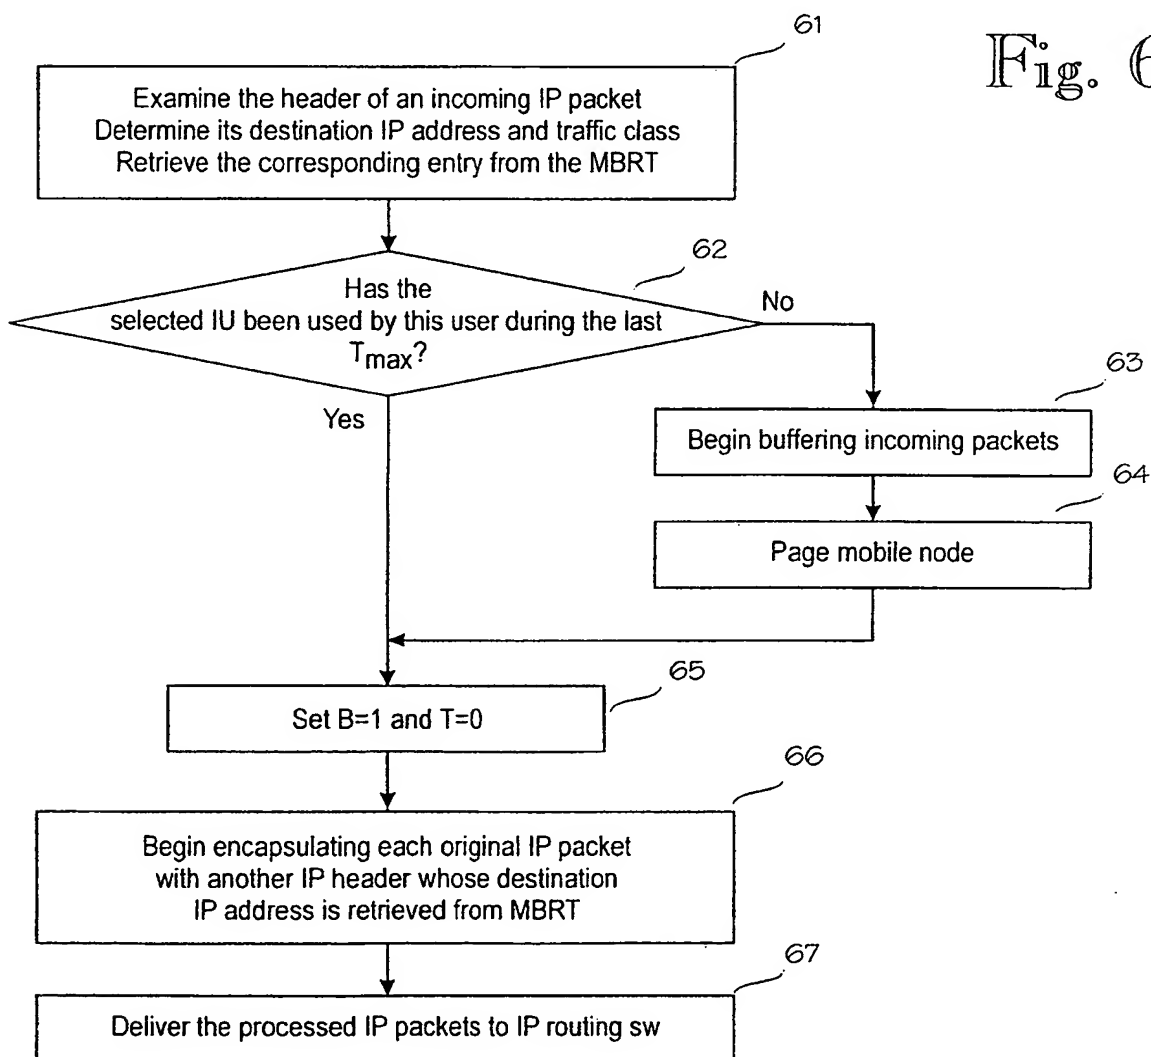 Fig. 6
61
Examine the header of an incoming IP packet
Determine its destination IP address and traffic class
Retrieve the corresponding entry from the MBRT
62
Has the
selected IU been used by this user during the last
Tmax?
No
Yes
63
Begin buffering incoming packets
64
Page mobile node
65
Set B=1 and T=0
66
Begin encapsulating each original IP packet
with another IP header whose destination
IP address is retrieved from MBRT
67
Deliver the processed IP packets to IP routing sw